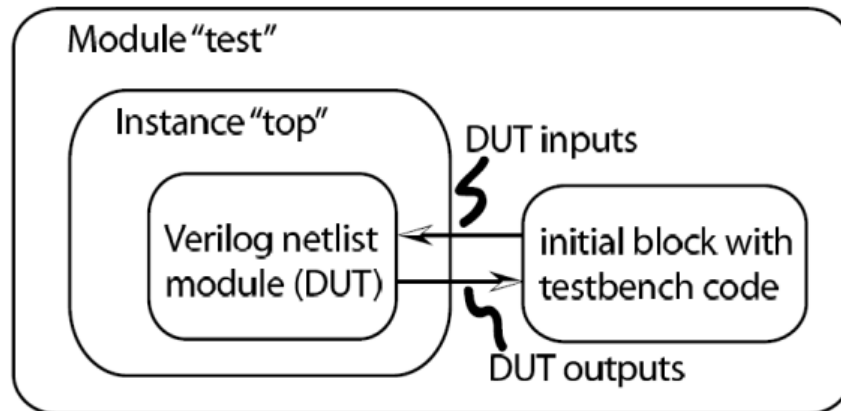 Module “test”
Instance “top”
DUT inputs
Verilog netlist
module (DUT)
initial block with
testbench code
DUT outputs